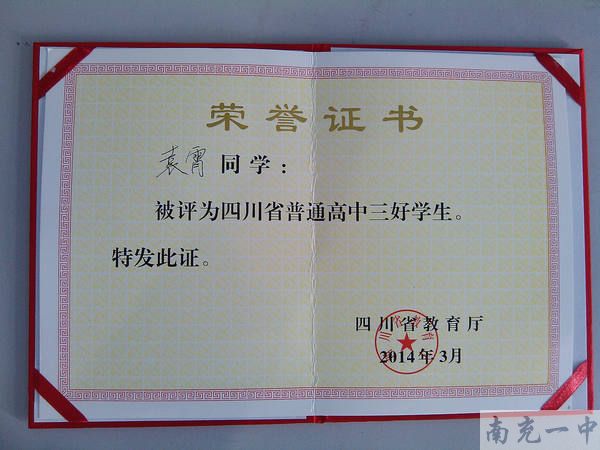 荣誉证书
袁霄 同学：
被评为四川省普通高中三好学生。
特发此证。
四川省教育厅
2014年3月
南充一中